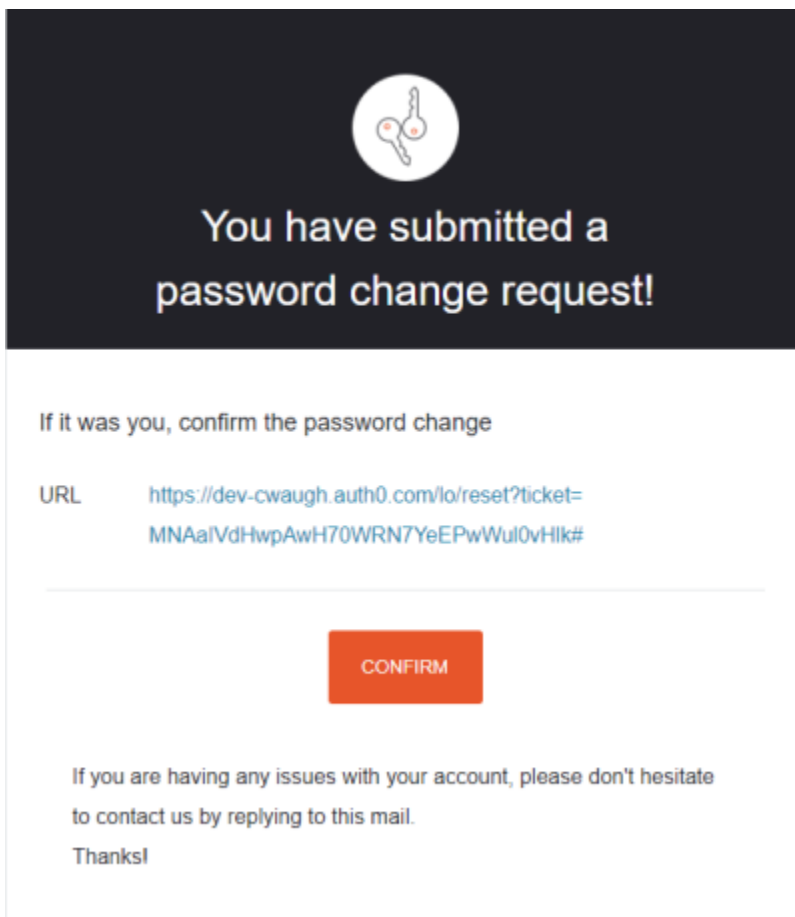 You have submitted a
password change request!
If it was you, confirm the password change
URL https://dev-cwaugh.auth0.com/lo/reset?ticket=
MNAalVdHwpAwH70WRN7YeEPwWul0vHlk#
CONFIRM
If you are having any issues with your account, please don't hesitate
to contact us by replying to this mail.
Thanks!